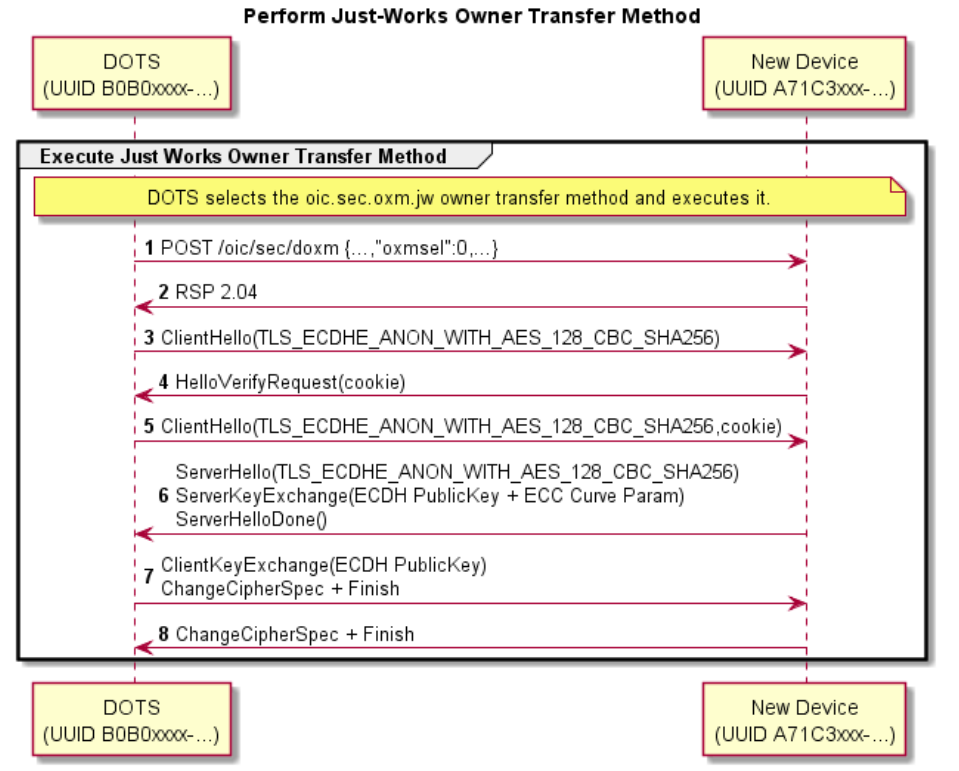 Perform Just-Works Owner Transfer Method
DOTS
(UUID B0B0xxxx-...)
New Device
(UUID A71C3xxx-...)
Execute Just Works Owner Transfer Method
DOTS selects the oic.sec.oxm.jw owner transfer method and executes it.
1 POST /oic/sec/doxm {...,"oxmsel":0,...}
2 RSP 2.04
3 ClientHello(TLS_ECDHE_ANON_WITH_AES_128_CBC_SHA256)
4 HelloVerifyRequest(cookie)
5 ClientHello(TLS_ECDHE_ANON_WITH_AES_128_CBC_SHA256,cookie)
ServerHello(TLS_ECDHE_ANON_WITH_AES_128_CBC_SHA256)
6 ServerKeyExchange(ECDH PublicKey + ECC Curve Param)
ServerHelloDone()
7 ClientKeyExchange(ECDH PublicKey)
ChangeCipherSpec + Finish
8 ChangeCipherSpec + Finish
DOTS
(UUID B0B0xxxx-...)
New Device
(UUID A71C3xxx-...)